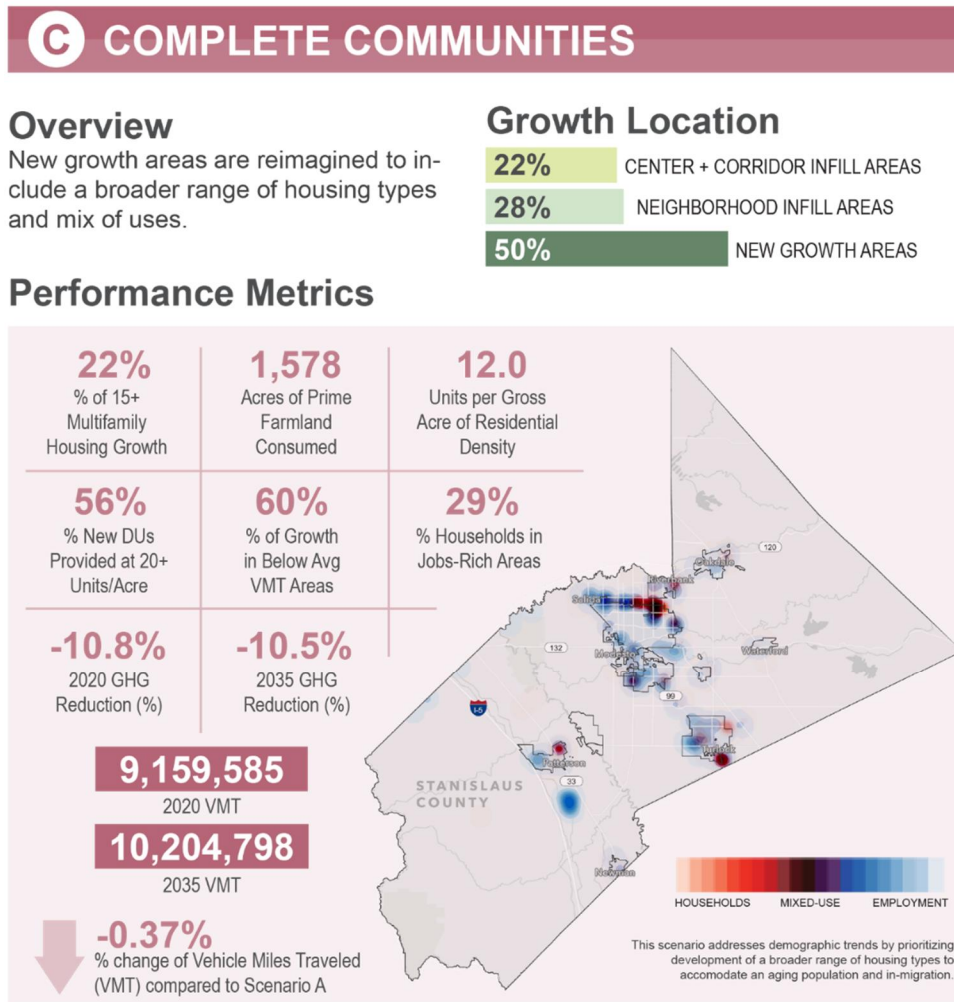 C COMPLETE COMMUNITIES
Overview
New growth areas are reimagined to in-
clude a broader range of housing types
and mix of uses.
Growth Location
22% CENTER + CORRIDOR INFILL AREAS
28% NEIGHBORHOOD INFILL AREAS
50% NEW GROWTH AREAS
Performance Metrics
22%
% of 15+
Multifamily
Housing Growth
1,578
Acres of Prime
Farmland
Consumed
12.0
Units per Gross
Acre of Residential
Density
56%
% New DUs
Provided at 20+
Units/Acre
60%
% of Growth
in Below Avg
VMT Areas
29%
% Households in
Jobs-Rich Areas
-10.8%
2020 GHG
Reduction (%)
-10.5%
2035 GHG
Reduction (%)
9,159,585
2020 VMT
10,204,798
2035 VMT
-0.37%
% change of Vehicle Miles Traveled
(VMT) compared to Scenario A
120
Oakdale
Riverbank
Salida
132
Modesto
Waterford
99
I-5
Turlock
Patterson
33
STANISLAUS
COUNTY
Newman
HOUSEHOLDS MIXED-USE EMPLOYMENT
This scenario addresses demographic trends by prioritizing
development of a broader range of housing types to
accomodate an aging population and in-migration.